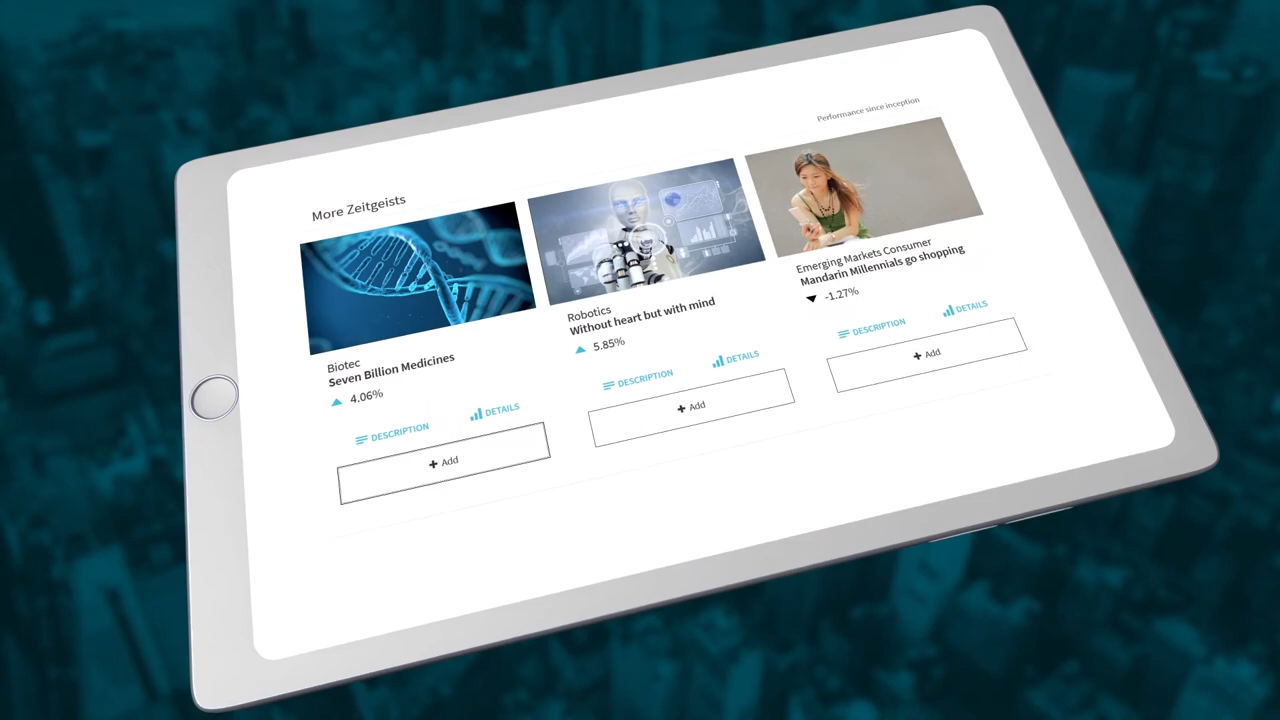 Performance since inception
More Zeitgeists
Biotec
Seven Billion Medicines
4.06%
DESCRIPTION
DETAILS
Add
Robotics
Without heart but with mind
5.85%
DESCRIPTION
DETAILS
Add
Emerging Markets Consumer
Mandarin Millennials go shopping
-1.27%
DESCRIPTION
DETAILS
Add